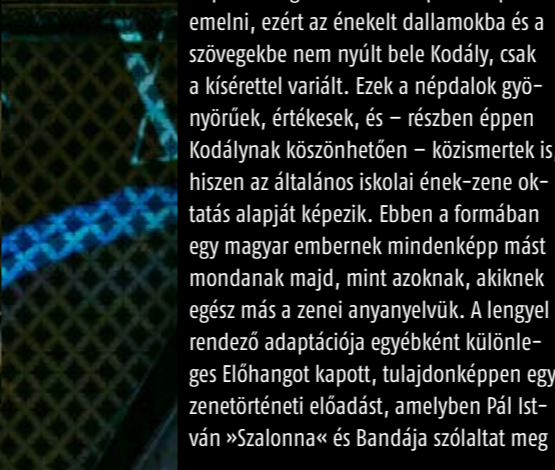 emelni, ezért az énekelt dallamokba és a
szövegekbe nem nyúlt bele Kodály, csak
a kísérettel variált. Ezek a népdalok gyö-
nyörűek, értékesek, és – részben éppen
Kodálynak köszönhetően – közismertek is
hiszen az általános iskolai ének-zene ok-
tatás alapját képezik. Ebben a formában
egy magyar embernek mindenképp mást
mondanak majd, mint azoknak, akiknek
egész más a zenei anyanyelvük. A lengyel
rendező adaptációja egyébként különle-
ges Előhangot kapott, tulajdonképpen egy
zenetörténeti előadást, amelyben Pál Ist-
ván »Szalonna« és Bandája szólaltat meg